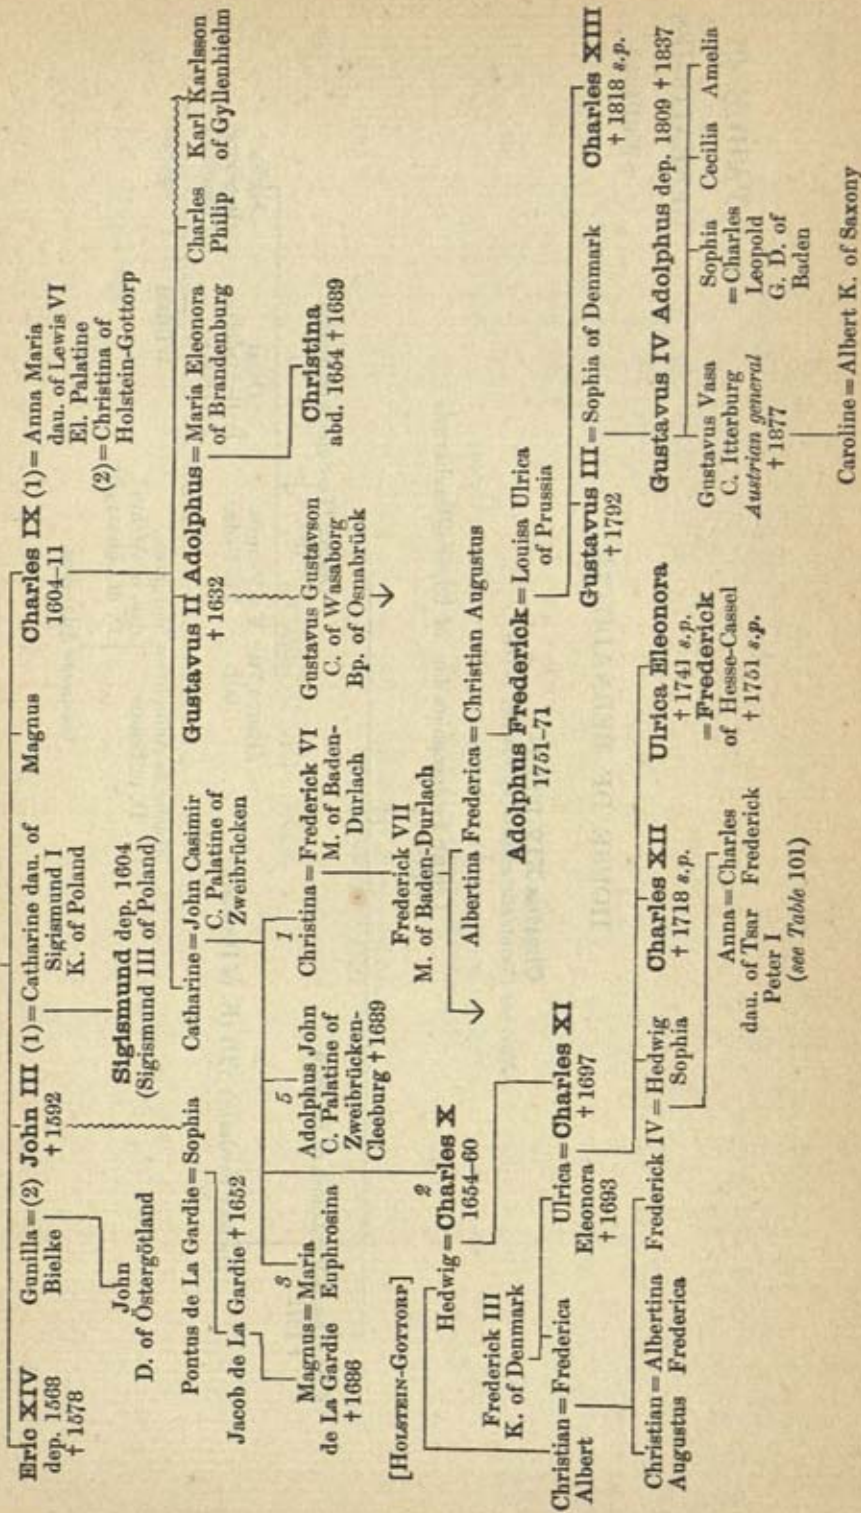 Eric XIV
dep. 1568
† 1578
Gunilla = (2) John III (1) = Catharine dau. of
Bielke
† 1592
Sigismund I
K. of Poland
Magnus
Charles IX (1) = Anna Maria
1604–11
dau. of Lewis VI
El. Palatine
(2) = Christina of
Holstein-Gottorp
John
D. of Östergötland
Sigismund dep. 1604
(Sigismund III of Poland)
Pontus de La Gardie = Sophia
Catharine = John Casimir
C. Palatine of
Zweibrücken
Gustavus II Adolphus = Maria Eleonora
† 1632
of Brandenburg
Charles
Philip
Karl Karlsson
of Gyllenhielm
Jacob de La Gardie † 1652
Gustavus Gustavson
C. of Wasaborg
Bp. of Osnabrück
Christina
abd. 1654 † 1689
3
Magnus = Maria
de La Gardie Euphrosina
† 1686
5
Adolphus John
C. Palatine of
Zweibrücken-
Cleeburg † 1689
1
Christina = Frederick VI
M. of Baden-
Durlach
Frederick VII
M. of Baden-Durlach
[HOLSTEIN-GOTTORP]
2
Hedwig = Charles X
1654–60
Albertina Frederica = Christian Augustus
Frederick III
K. of Denmark
Adolphus Frederick = Louisa Ulrica
1751–71
of Prussia
Christian = Frederica
Albert
Ulrica = Charles XI
Eleonora
† 1697
† 1693
Gustavus III = Sophia of Denmark
† 1792
Charles XIII
† 1818 s.p.
Christian = Albertina
Augustus Frederica
Frederick IV = Hedwig
Sophia
Charles XII
† 1718 s.p.
Ulrica Eleonora
† 1741 s.p.
= Frederick
of Hesse-Cassel
† 1751 s.p.
Gustavus IV Adolphus dep. 1809 † 1837
Anna = Charles
dau. of Tsar Frederick
Peter I
(see Table 101)
Gustavus Vasa
C. Itterburg
Austrian general
† 1877
Sophia
= Charles
Leopold
G. D. of
Baden
Cecilia
Amelia
Caroline = Albert K. of Saxony